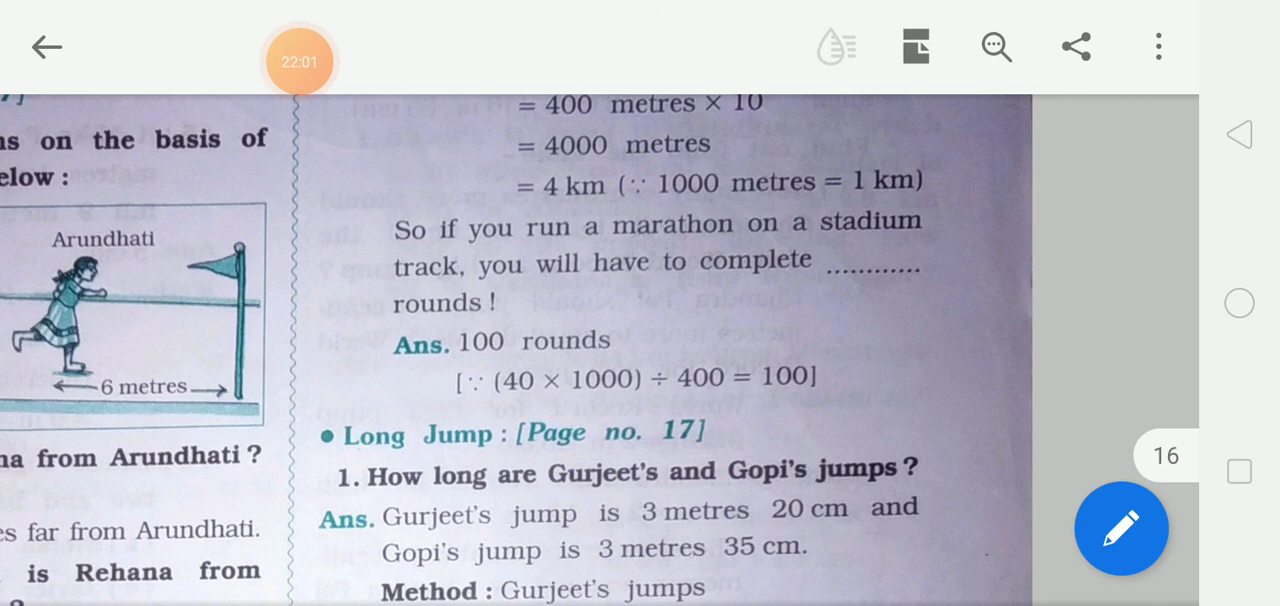 22:01
ns on the basis of
elow :
Arundhati
6 metres
na from Arundhati ?
es far from Arundhati.
is Rehana from
= 400 metres × 10
= 4000 metres
= 4 km (∵ 1000 metres = 1 km)
So if you run a marathon on a stadium
track, you will have to complete ............
rounds !
Ans. 100 rounds
[∵ (40 × 1000) ÷ 400 = 100]
• Long Jump : [Page no. 17]
1. How long are Gurjeet's and Gopi's jumps ?
Ans. Gurjeet's jump is 3 metres 20 cm and
Gopi's jump is 3 metres 35 cm.
Method : Gurjeet's jumps
16